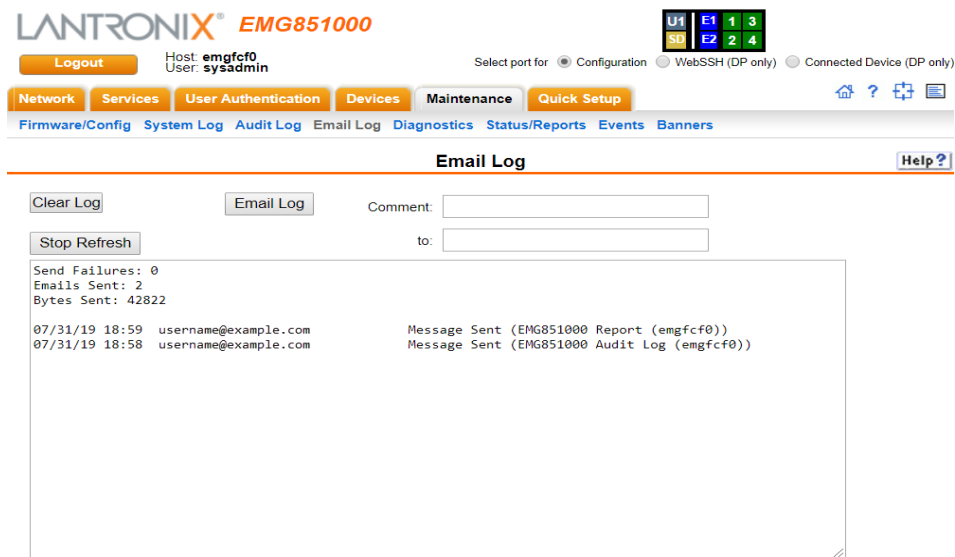 LANTRONIX® EMG851000
U1 E1 1 3
SD E2 2 4
Logout
Host: emgfcf0
User: sysadmin
Select port for Configuration WebSSH (DP only) Connected Device (DP only)
Network Services User Authentication Devices Maintenance Quick Setup
?
Firmware/Config System Log Audit Log Email Log Diagnostics Status/Reports Events Banners
Email Log
Help?
Clear Log
Email Log
Comment:
Stop Refresh
to:
Send Failures: 0
Emails Sent: 2
Bytes Sent: 42822
07/31/19 18:59 username@example.com Message Sent (EMG851000 Report (emgfcf0))
07/31/19 18:58 username@example.com Message Sent (EMG851000 Audit Log (emgfcf0))